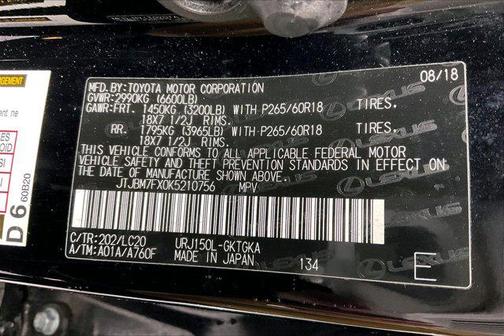 MFD. BY:TOYOTA MOTOR CORPORATION 08/18
GVWR:2990KG (6600LB)
GAWR:FRT. 1450KG (3200LB) WITH P265/60R18 TIRES.
18X7 1/2J RIMS.
RR. 1795KG (3965LB) WITH P265/60R18 TIRES.
18X7 1/2J RIMS.
THIS VEHICLE CONFORMS TO ALL APPLICABLE FEDERAL MOTOR
VEHICLE SAFETY AND THEFT PREVENTION STANDARDS IN EFFECT ON
THE DATE OF MANUFACTURE SHOWN ABOVE.
JTJBM7FX0K5210756 MPV
C/TR:202/LC20 URJ150L-GKTGKA
A/TM:A01A/A760F MADE IN JAPAN 134 E
LEXUS
D 6 60B20